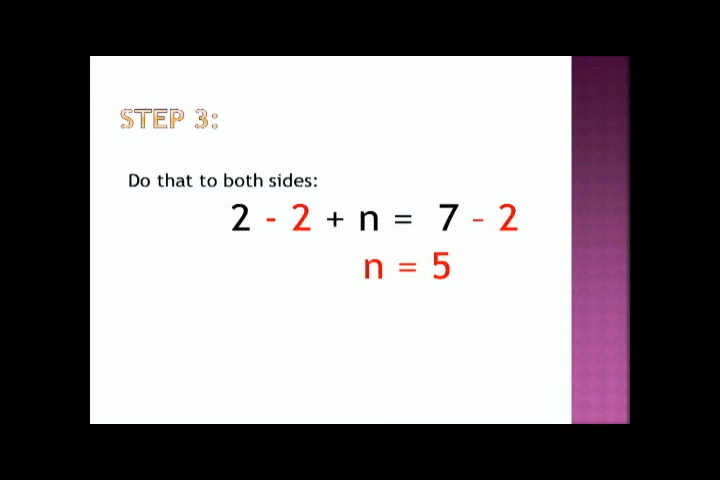 STEP 3:
Do that to both sides:
2 - 2 + n = 7 - 2
n = 5